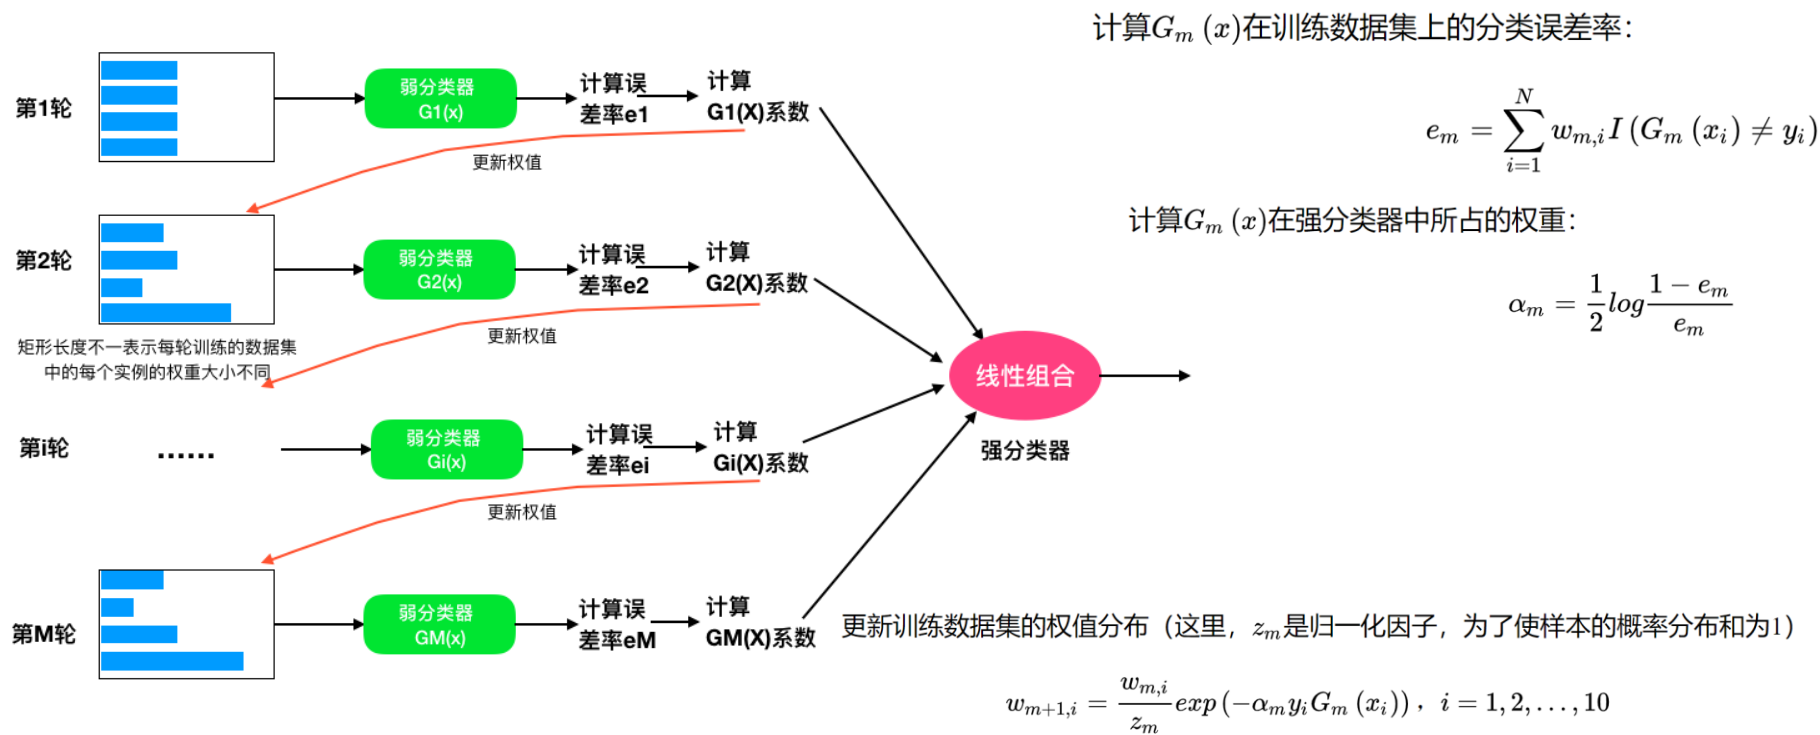 第1轮
弱分类器
G1(x)
计算误
差率e1
计算
G1(X)系数
更新权值
第2轮
弱分类器
G2(x)
计算误
差率e2
计算
G2(X)系数
更新权值
矩形长度不一表示每轮训练的数据集
中的每个实例的权重大小不同
第i轮
......
弱分类器
Gi(x)
计算误
差率ei
计算
Gi(X)系数
更新权值
第M轮
弱分类器
GM(x)
计算误
差率eM
计算
GM(X)系数
线性组合
强分类器
计算G_m (x)在训练数据集上的分类误差率：
e_m = \sum_{i=1}^{N} w_{m,i} I (G_m (x_i) ≠ y_i)
计算G_m (x)在强分类器中所占的权重：
α_m = \frac{1}{2} log \frac{1 − e_m}{e_m}
更新训练数据集的权值分布（这里，z_m是归一化因子，为了使样本的概率分布和为1）
w_{m+1,i} = \frac{w_{m,i}}{z_m} exp (−α_m y_i G_m (x_i))，i = 1, 2, . . . , 10